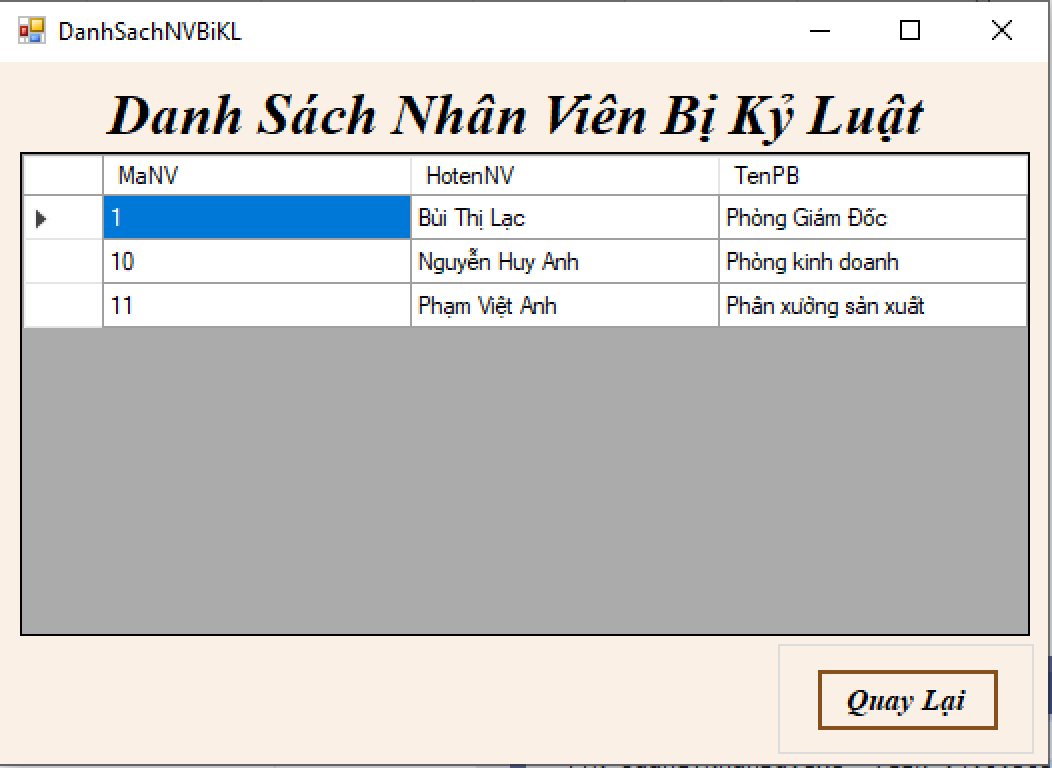 DanhSachNVBiKL
Danh Sách Nhân Viên Bị Kỷ Luật
MaNV HotenNV TenPB
1 Bùi Thị Lạc Phòng Giám Đốc
10 Nguyễn Huy Anh Phòng kinh doanh
11 Phạm Việt Anh Phân xưởng sản xuất
Quay Lại